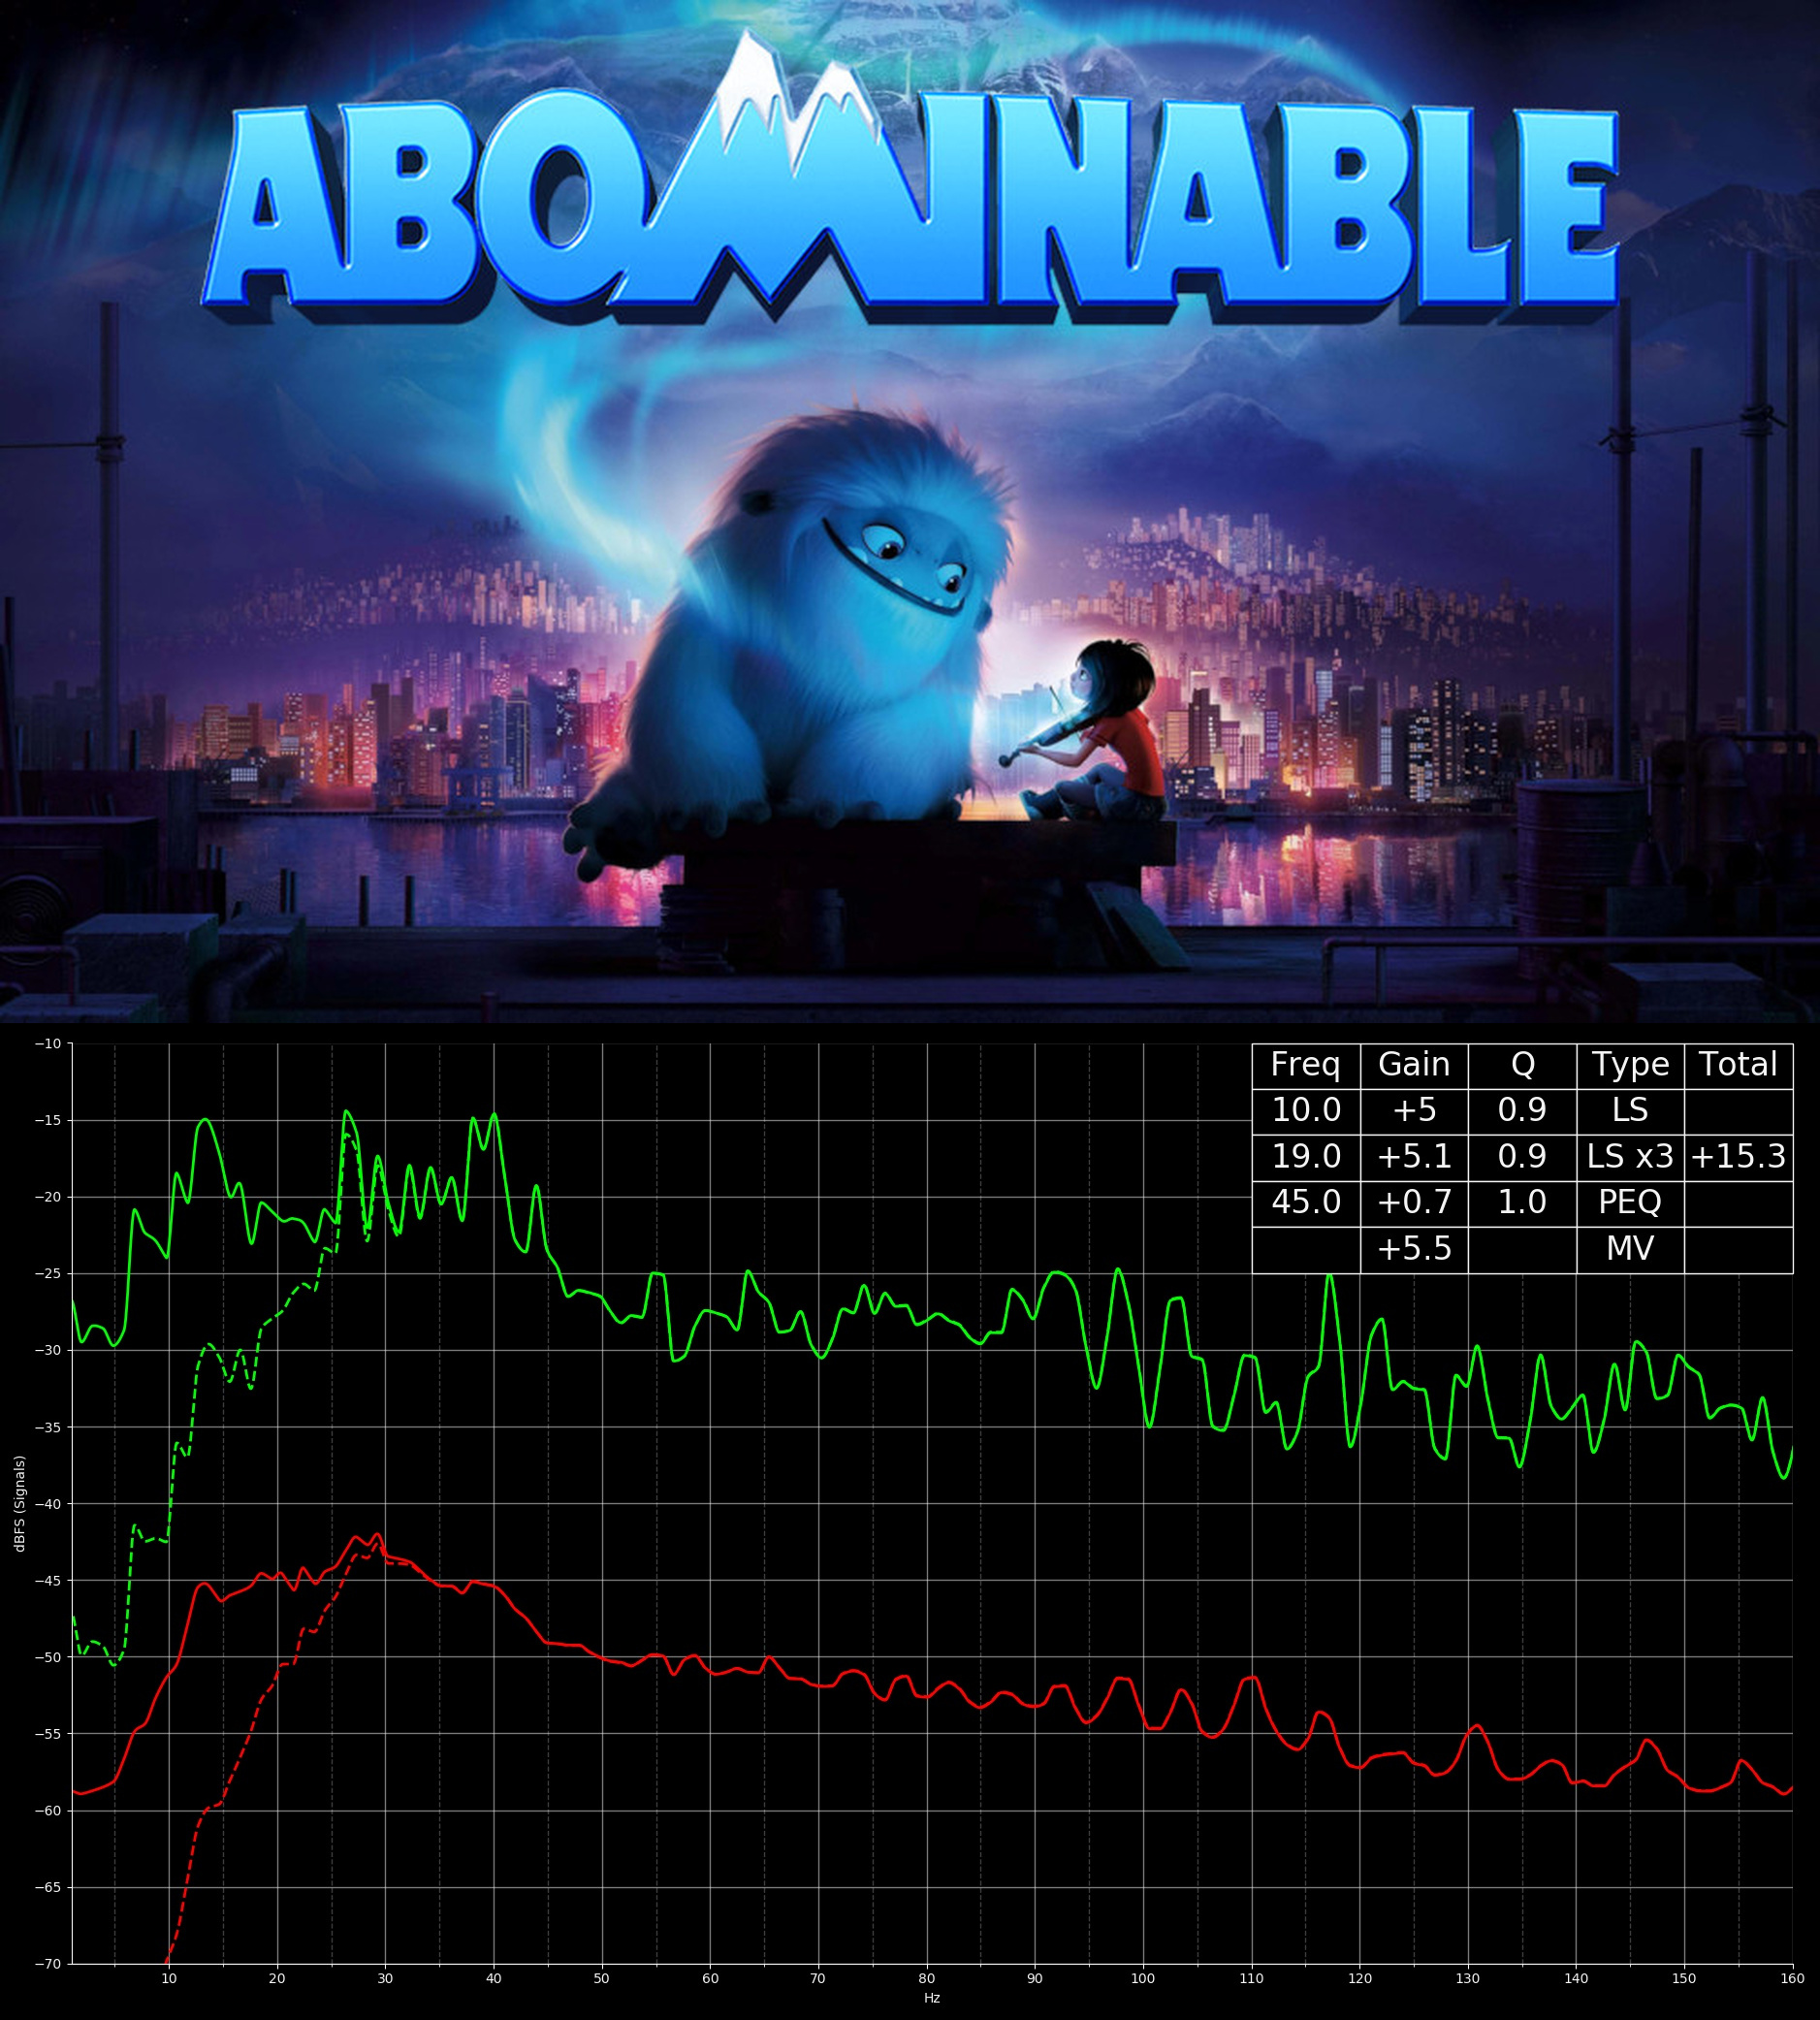 ABOMINABLE
Freq Gain Q Type Total
10.0 +5 0.9 LS
19.0 +5.1 0.9 LS x3 +15.3
45.0 +0.7 1.0 PEQ
+5.5 MV
−10
−15
−20
−25
−30
−35
−40
−45
−50
−55
−60
−65
−70
dBFS (Signals)
10 20 30 40 50 60 70 80 90 100 110 120 130 140 150 160
Hz